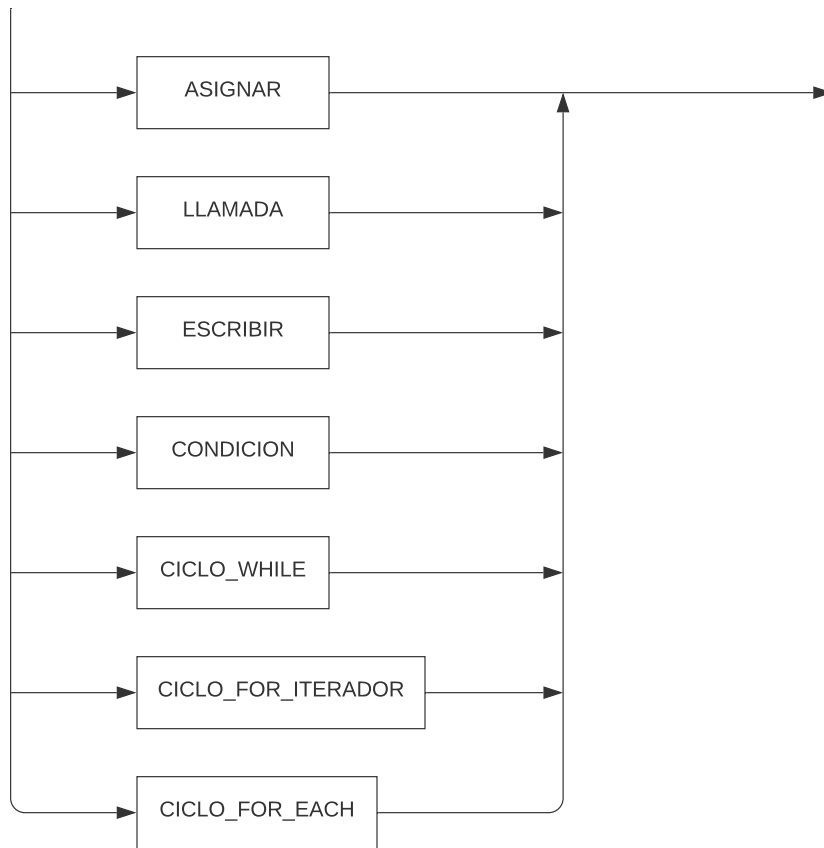 ASIGNAR
LLAMADA
ESCRIBIR
CONDICION
CICLO_WHILE
CICLO_FOR_ITERADOR
CICLO_FOR_EACH